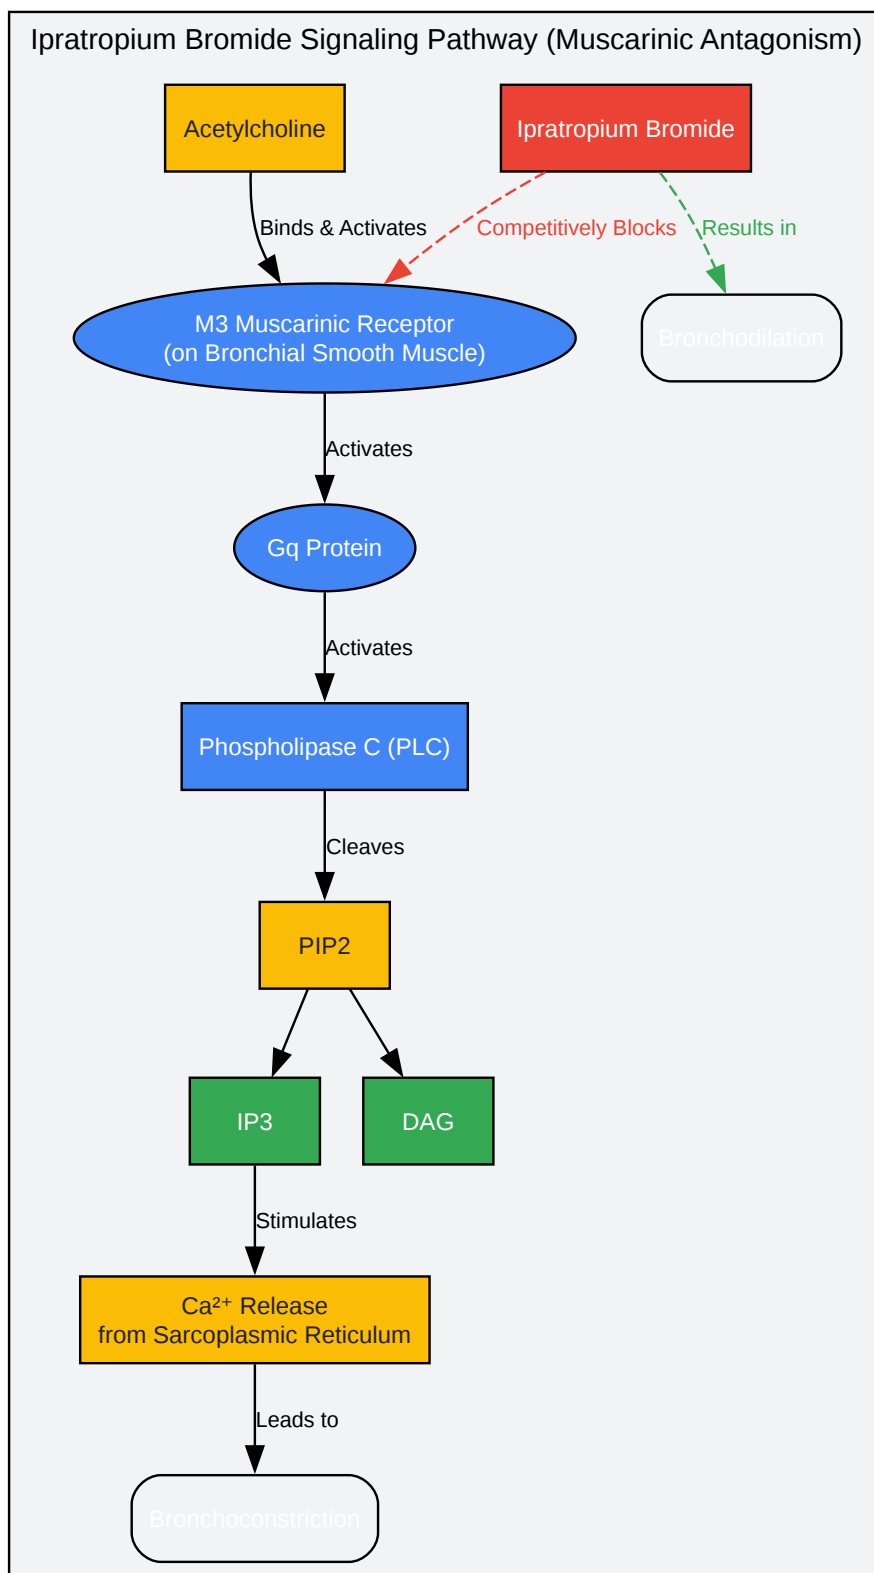 Ipratropium Bromide Signaling Pathway (Muscarinic Antagonism)
Acetylcholine
Ipratropium Bromide
Binds & Activates
Competitively Blocks
Results in
M3 Muscarinic Receptor
(on Bronchial Smooth Muscle)
Bronchodilation
Activates
Gq Protein
Activates
Phospholipase C (PLC)
Cleaves
PIP2
IP3
DAG
Stimulates
Ca²⁺ Release
from Sarcoplasmic Reticulum
Leads to
Bronchoconstriction